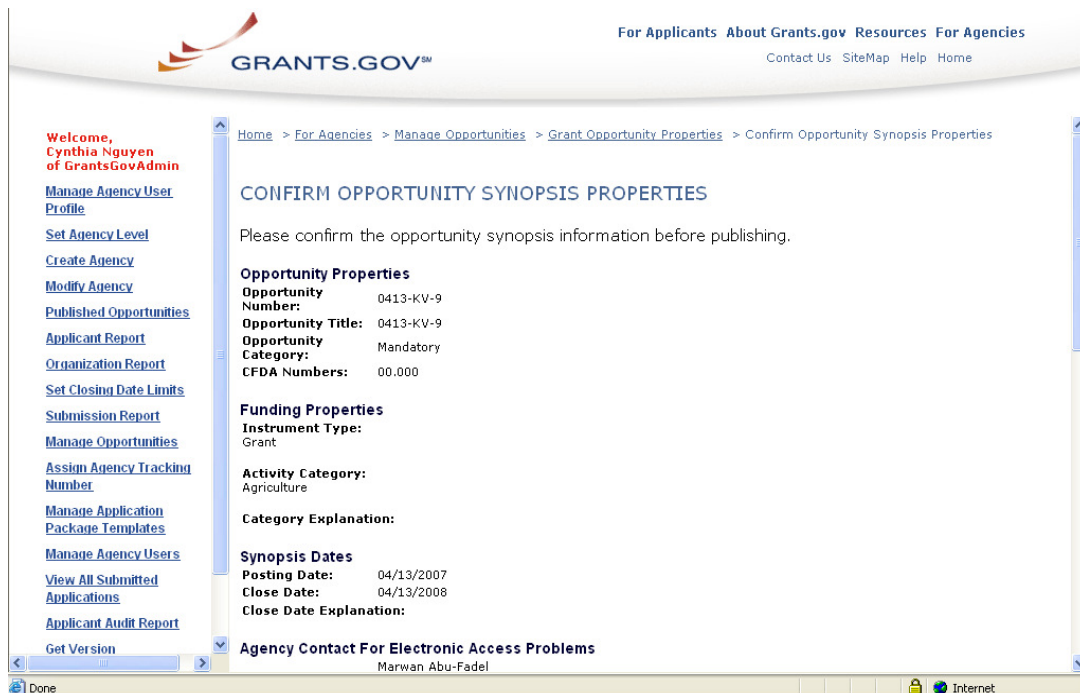 GRANTS.GOV℠
For Applicants About Grants.gov Resources For Agencies
Contact Us SiteMap Help Home
Welcome,
Cynthia Nguyen
of GrantsGovAdmin
Manage Agency User
Profile
Set Agency Level
Create Agency
Modify Agency
Published Opportunities
Applicant Report
Organization Report
Set Closing Date Limits
Submission Report
Manage Opportunities
Assign Agency Tracking
Number
Manage Application
Package Templates
Manage Agency Users
View All Submitted
Applications
Applicant Audit Report
Get Version
Home > For Agencies > Manage Opportunities > Grant Opportunity Properties > Confirm Opportunity Synopsis Properties
CONFIRM OPPORTUNITY SYNOPSIS PROPERTIES
Please confirm the opportunity synopsis information before publishing.
Opportunity Properties
Opportunity
Number: 0413-KV-9
Opportunity Title: 0413-KV-9
Opportunity
Category: Mandatory
CFDA Numbers: 00.000
Funding Properties
Instrument Type:
Grant
Activity Category:
Agriculture
Category Explanation:
Synopsis Dates
Posting Date: 04/13/2007
Close Date: 04/13/2008
Close Date Explanation:
Agency Contact For Electronic Access Problems
Marwan Abu-Fadel
Done
Internet